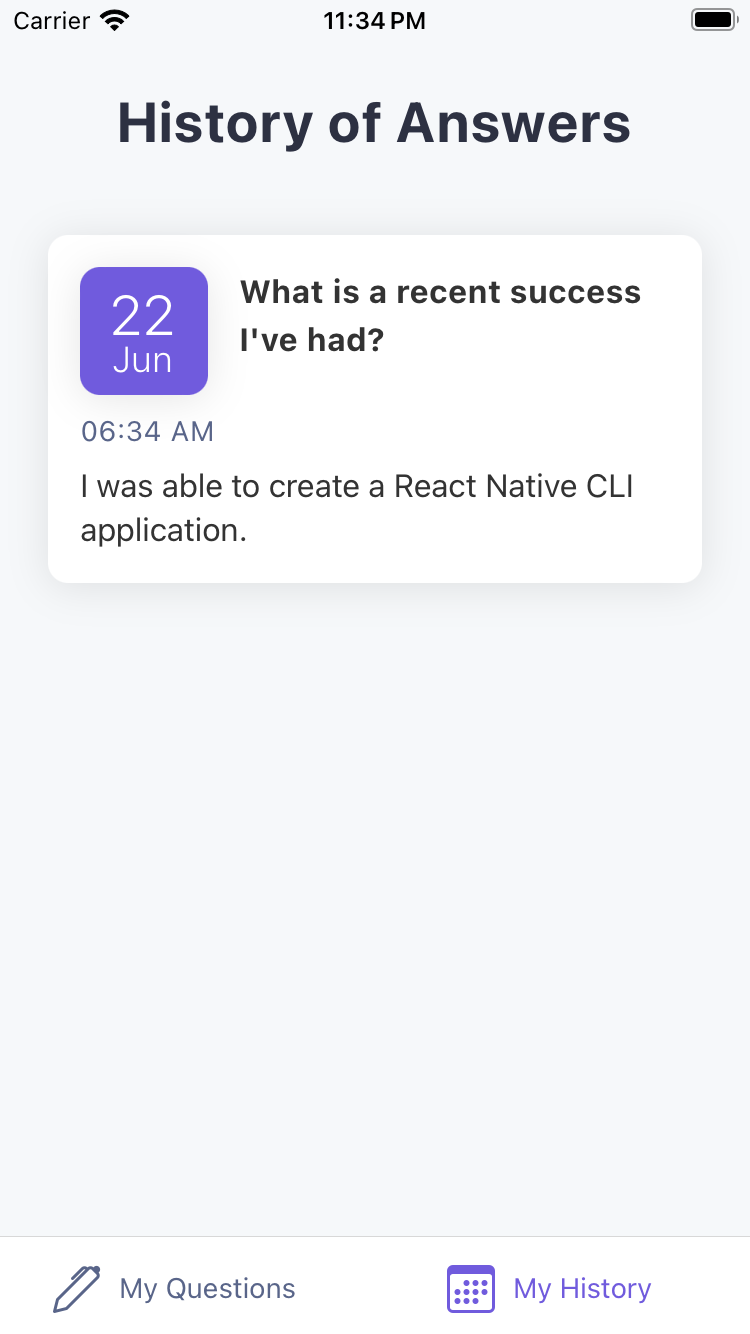 Carrier 11:34 PM
History of Answers
22
Jun
What is a recent success
I've had?
06:34 AM
I was able to create a React Native CLI
application.
My Questions My History